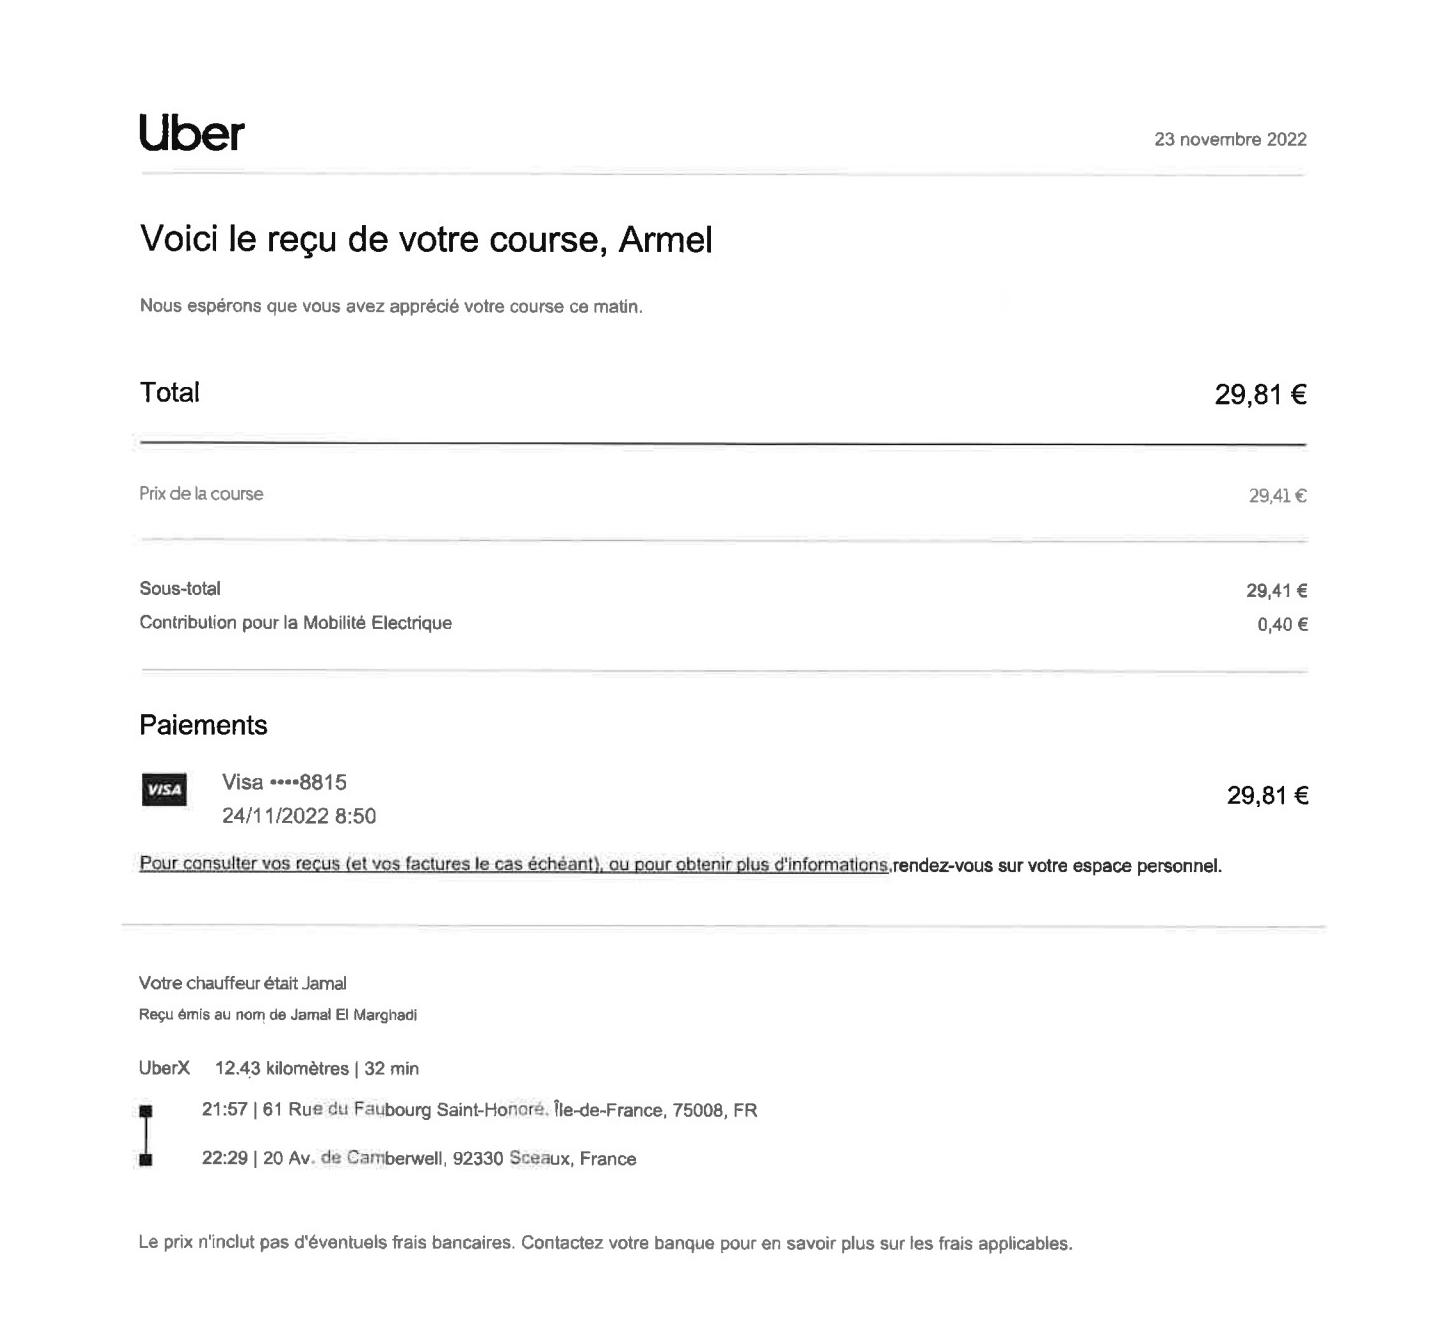 Uber
23 novembre 2022
Voici le reçu de votre course, Armel
Nous espérons que vous avez apprécié votre course ce matin.
Total 29,81 €
Prix de la course 29,41 €
Sous-total 29,41 €
Contribution pour la Mobilité Electrique 0,40 €
Paiements
VISA Visa ••••8815 29,81 €
24/11/2022 8:50
Pour consulter vos reçus (et vos factures le cas échéant), ou pour obtenir plus d'informations,rendez-vous sur votre espace personnel.
Votre chauffeur était Jamal
Reçu émis au nom de Jamal El Marghadi
UberX 12.43 kilomètres | 32 min
21:57 | 61 Rue du Faubourg Saint-Honoré. Île-de-France, 75008, FR
22:29 | 20 Av. de Camberwell, 92330 Sceaux, France
Le prix n'inclut pas d'éventuels frais bancaires. Contactez votre banque pour en savoir plus sur les frais applicables.